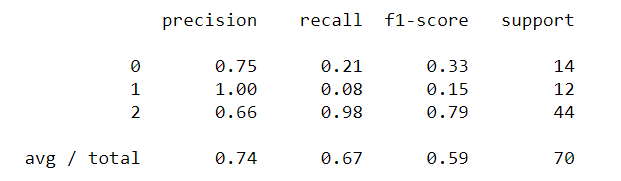 precision recall f1-score support
0 0.75 0.21 0.33 14
1 1.00 0.08 0.15 12
2 0.66 0.98 0.79 44
avg / total 0.74 0.67 0.59 70